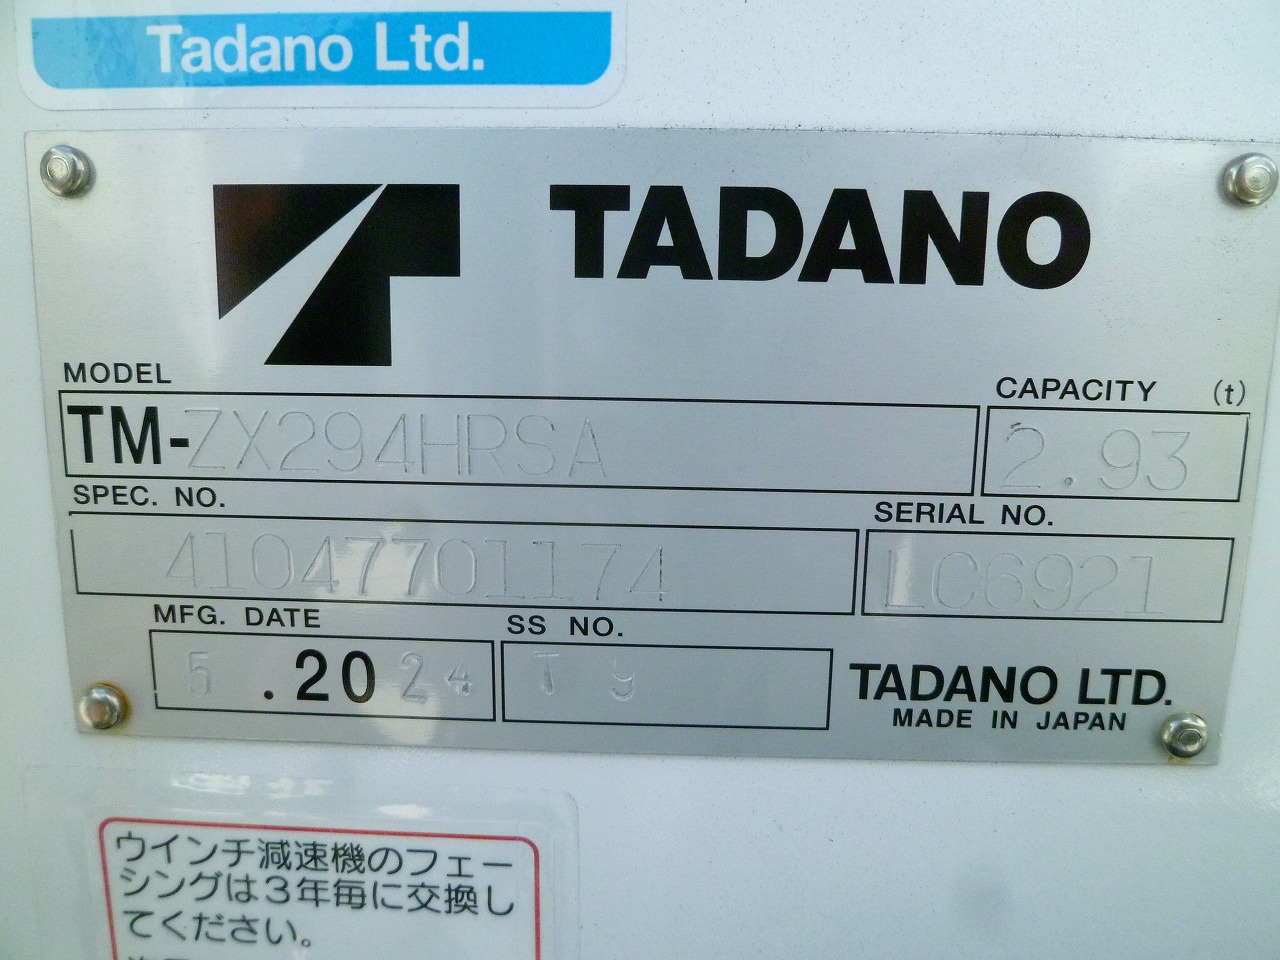 Tadano Ltd.
TADANO
MODEL
CAPACITY (t)
TM-ZX294HRSA
2.93
SPEC. NO.
SERIAL NO.
41047701174
LC6921
MFG. DATE
SS NO.
5 .2024
T 9
TADANO LTD.
MADE IN JAPAN
ウインチ減速機のフェー
シングは3年毎に交換し
てください。